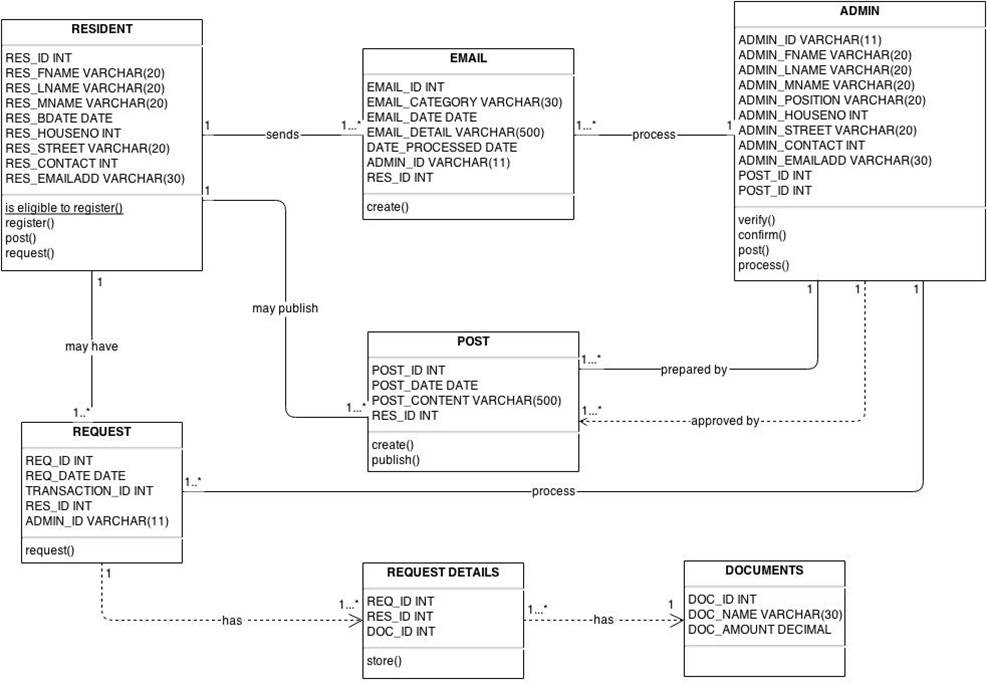 RESIDENT
RES_ID INT
RES_FNAME VARCHAR(20)
RES_LNAME VARCHAR(20)
RES_MNAME VARCHAR(20)
RES_BDATE DATE
RES_HOUSENO INT
RES_STREET VARCHAR(20)
RES_CONTACT INT
RES_EMAILADD VARCHAR(30)
is eligible to register()
register()
post()
request()
1
sends
1...*
EMAIL
EMAIL_ID INT
EMAIL_CATEGORY VARCHAR(30)
EMAIL_DATE DATE
EMAIL_DETAIL VARCHAR(500)
DATE_PROCESSED DATE
ADMIN_ID VARCHAR(11)
RES_ID INT
create()
1...*
process
1
ADMIN
ADMIN_ID VARCHAR(11)
ADMIN_FNAME VARCHAR(20)
ADMIN_LNAME VARCHAR(20)
ADMIN_MNAME VARCHAR(20)
ADMIN_POSITION VARCHAR(20)
ADMIN_HOUSENO INT
ADMIN_STREET VARCHAR(20)
ADMIN_CONTACT INT
ADMIN_EMAILADD VARCHAR(30)
POST_ID INT
POST_ID INT
verify()
confirm()
post()
process()
1
may publish
1...*
1
may have
1..*
POST
POST_ID INT
POST_DATE DATE
POST_CONTENT VARCHAR(500)
RES_ID INT
create()
publish()
1
1
1
1...*
prepared by
1...*
approved by
REQUEST
REQ_ID INT
REQ_DATE DATE
TRANSACTION_ID INT
RES_ID INT
ADMIN_ID VARCHAR(11)
request()
1..*
process
1
has
1...*
REQUEST DETAILS
REQ_ID INT
RES_ID INT
DOC_ID INT
store()
1...*
has
1
DOCUMENTS
DOC_ID INT
DOC_NAME VARCHAR(30)
DOC_AMOUNT DECIMAL